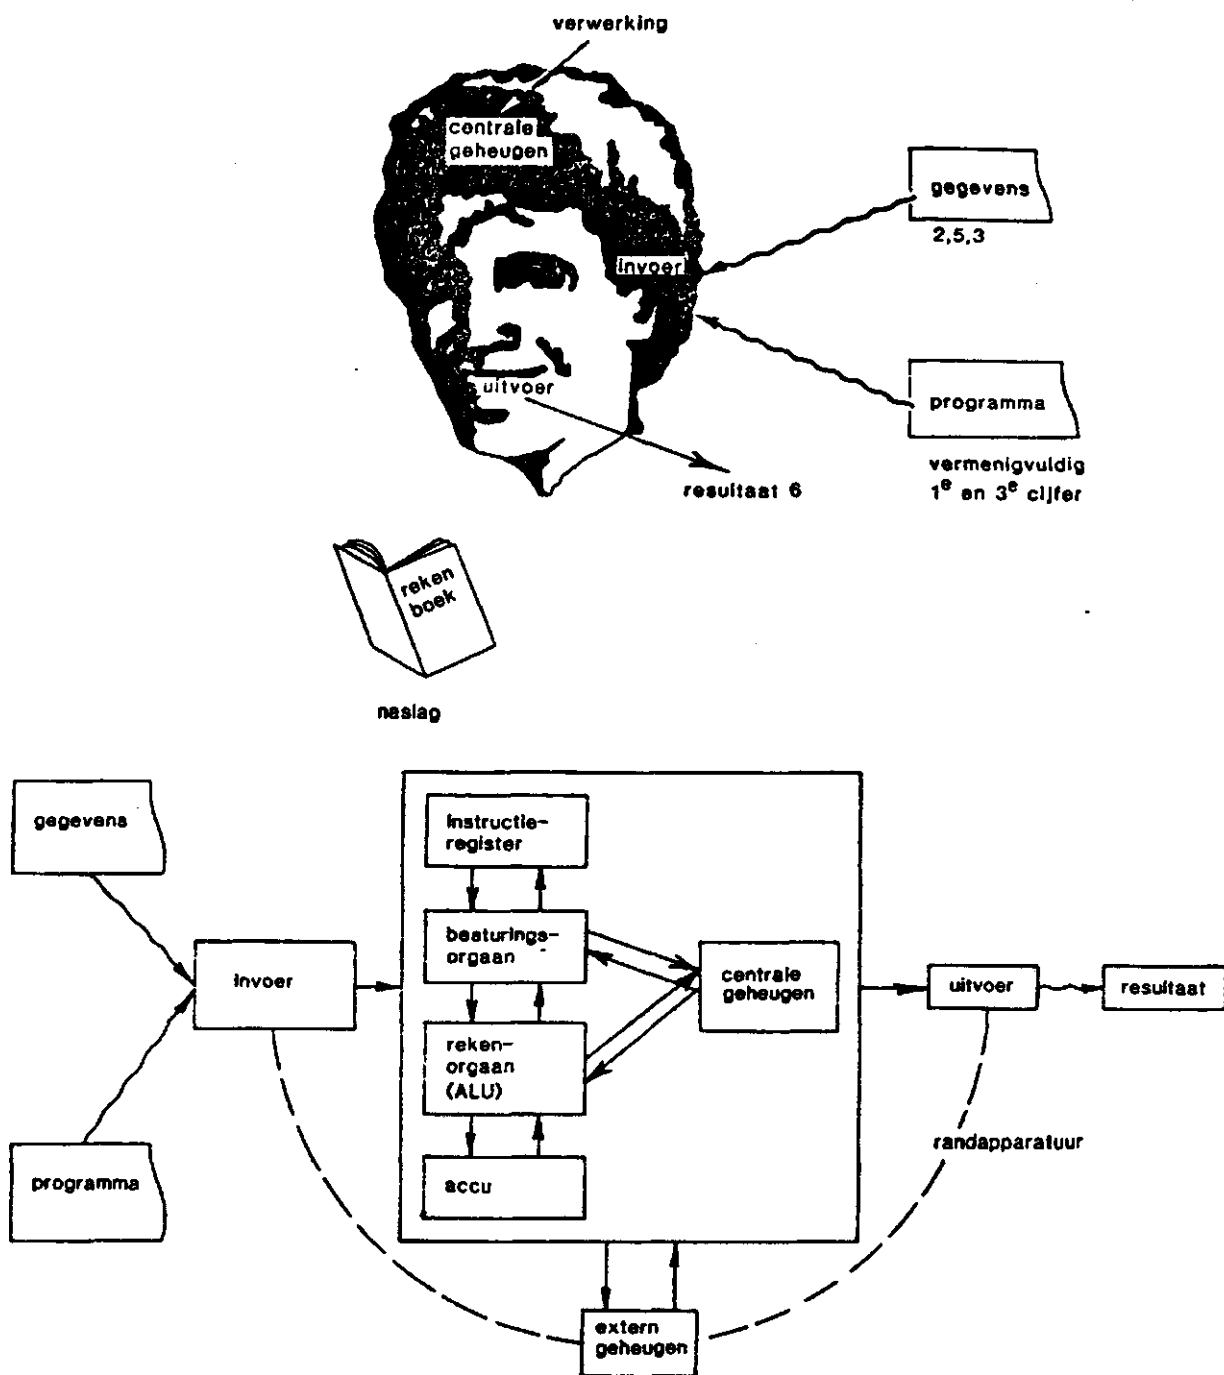 verwerking
centrale
geheugen
gegevens
2,5,3
invoer
programma
uitvoer
vermenigvuldig
1e en 3e cijfer
resultaat 6
reken
boek
naslag
gegevens
instructie-
register
besturings-
orgaan
invoer
centrale
geheugen
uitvoer
resultaat
reken-
orgaan
(ALU)
randapparatuur
programma
accu
extern
geheugen